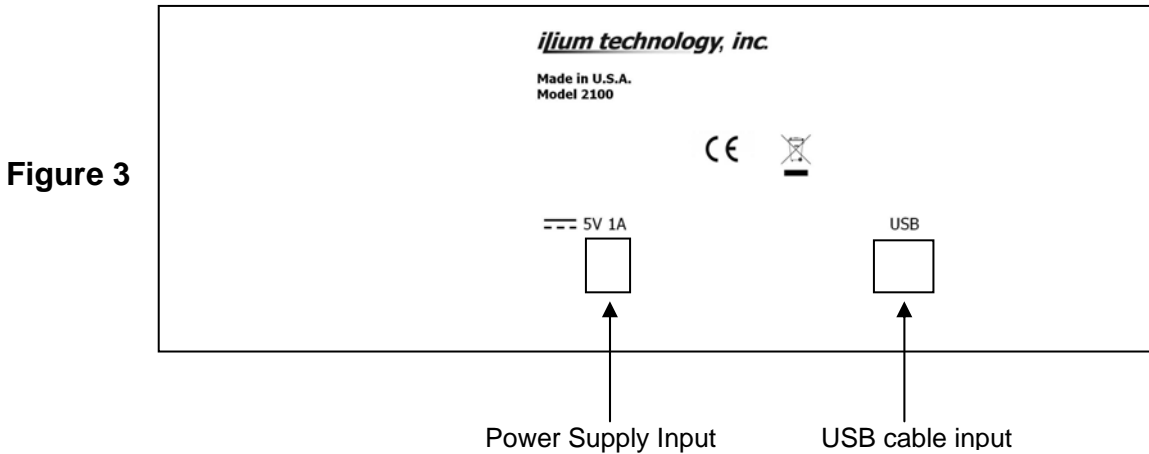 ilium technology, inc.
Made in U.S.A.
Model 2100
CE
Figure 3
5V 1A
USB
Power Supply Input
USB cable input